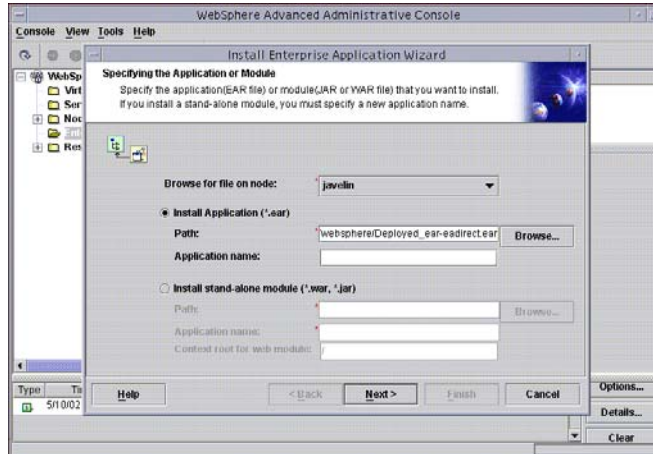 WebSphere Advanced Administrative Console
Console View Tools Help
Install Enterprise Application Wizard
Specifying the Application or Module
Specify the application(EAR file) or module(JAR or WAR file) that you want to install.
If you install a stand-alone module, you must specify a new application name.
WebSp
Virt
Ser
Noc
Res
Browse for file on node: * javelin
Install Application (*.ear)
Path: * websphere/Deployed_ear-eadirect.ear Browse...
Application name:
Install stand-alone module (*.war, *.jar)
Path: * Browse...
Application name: *
Context root for web module: /
Help <Back Next> Finish Cancel
Type Ti
5/10/02
Options...
Details...
Clear